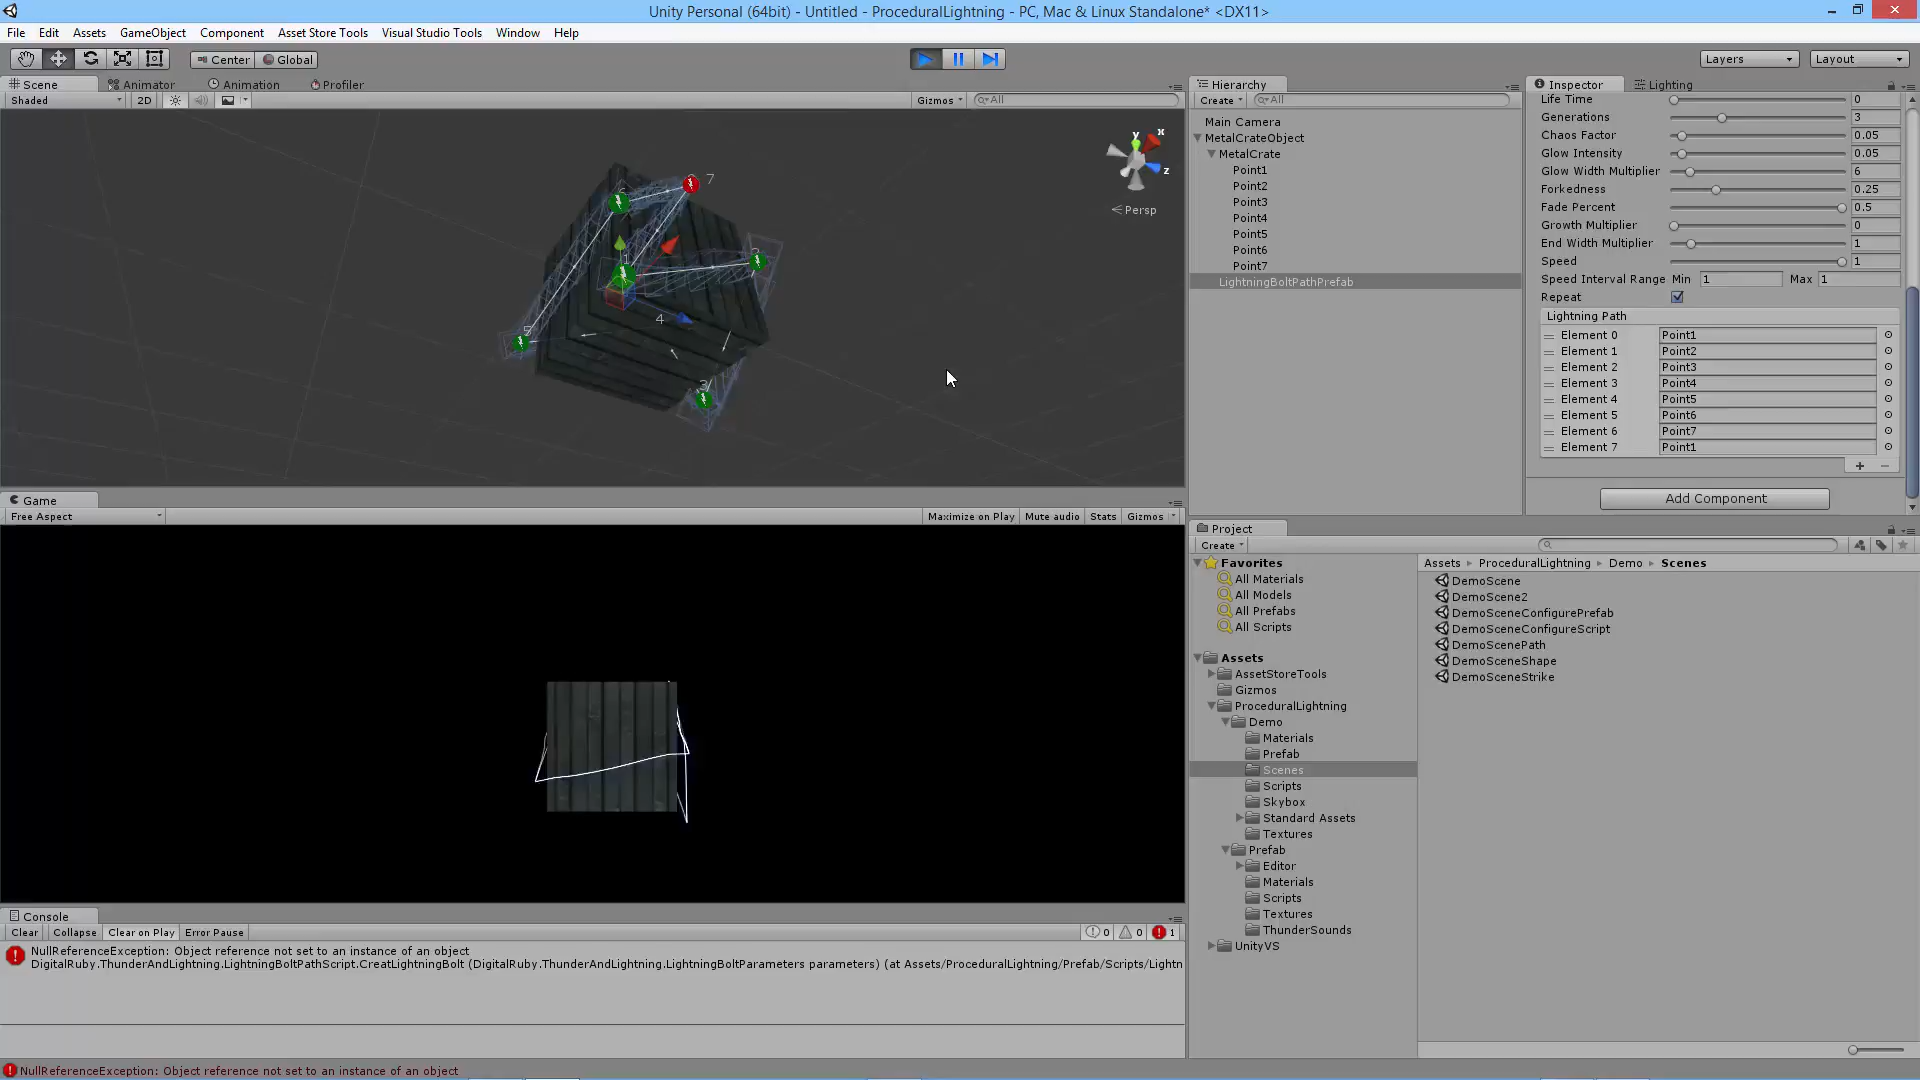 Unity Personal (64bit) - Untitled - ProceduralLightning - PC, Mac & Linux Standalone* <DX11>
File Edit Assets GameObject Component Asset Store Tools Visual Studio Tools Window Help
Center Global Layers Layout
Scene Animator Animation Profiler
Shaded 2D Gizmos All
y x z
Persp
7
6
2
1
4
5
3
Game
Free Aspect Maximize on Play Mute audio Stats Gizmos
Console
Clear Collapse Clear on Play Error Pause 0 0 1
NullReferenceException: Object reference not set to an instance of an object
DigitalRuby.ThunderAndLightning.LightningBoltPathScript.CreateLightningBolt (DigitalRuby.ThunderAndLightning.LightningBoltParameters parameters) (at Assets/ProceduralLightning/Prefab/Scripts/Lightn
NullReferenceException: Object reference not set to an instance of an object
Hierarchy
Create All
Main Camera
MetalCrateObject
MetalCrate
Point1
Point2
Point3
Point4
Point5
Point6
Point7
LightningBoltPathPrefab
Inspector Lighting
Life Time 0
Generations 3
Chaos Factor 0.05
Glow Intensity 0.05
Glow Width Multiplier 6
Forkedness 0.25
Fade Percent 0.5
Growth Multiplier 0
End Width Multiplier 1
Speed 1
Speed Interval Range Min 1 Max 1
Repeat
Lightning Path
Element 0 Point1
Element 1 Point2
Element 2 Point3
Element 3 Point4
Element 4 Point5
Element 5 Point6
Element 6 Point7
Element 7 Point1
Add Component
Project
Create
Favorites
All Materials
All Models
All Prefabs
All Scripts
Assets
AssetStoreTools
Gizmos
ProceduralLightning
Demo
Materials
Prefab
Scenes
Scripts
Skybox
Standard Assets
Textures
Prefab
Editor
Materials
Scripts
Textures
ThunderSounds
UnityVS
Assets ProceduralLightning Demo Scenes
DemoScene
DemoScene2
DemoSceneConfigurePrefab
DemoSceneConfigureScript
DemoScenePath
DemoSceneShape
DemoSceneStrike